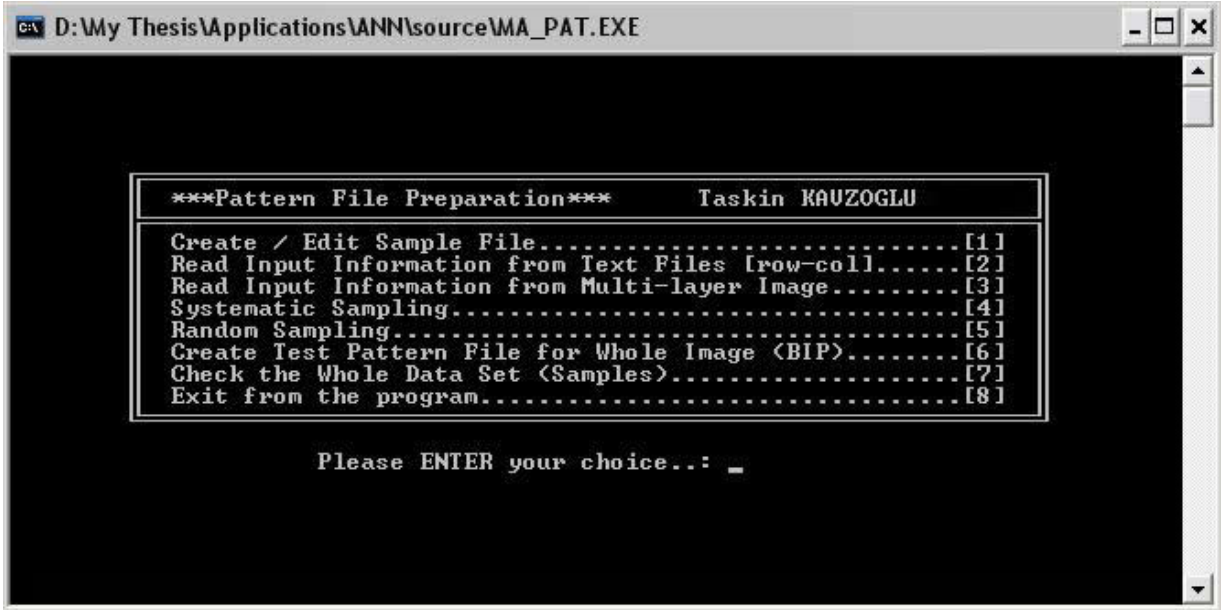 D:\My Thesis\Applications\ANN\source\MA_PAT.EXE
***Pattern File Preparation*** Taskin KAVZOGLU
Create / Edit Sample File.............................[1]
Read Input Information from Text Files [row-col]......[2]
Read Input Information from Multi-layer Image.........[3]
Systematic Sampling...................................[4]
Random Sampling.......................................[5]
Create Test Pattern File for Whole Image (BIP)........[6]
Check the Whole Data Set (Samples)....................[7]
Exit from the program.................................[8]
Please ENTER your choice..: _